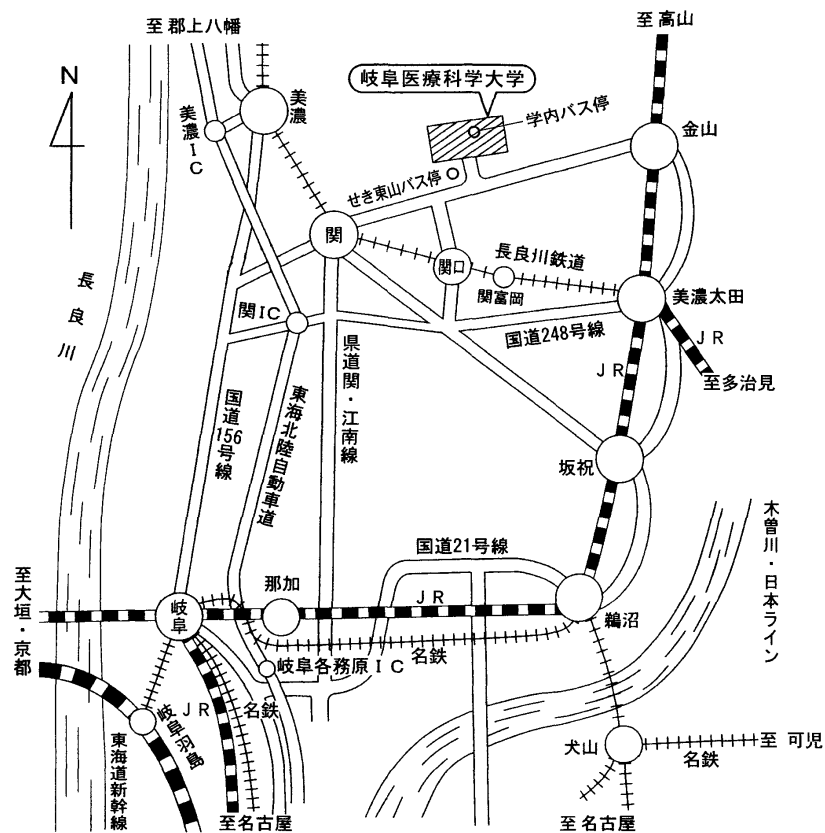 至 郡上八幡
至 高山
N
岐阜医療科学大学
学内バス停
美濃
美濃IC
金山
せき東山バス停
関
関口
長良川鉄道
関富岡
美濃太田
長良川
関IC
国道248号線
JR
JR
至多治見
県道関・江南線
国道156号線
東海北陸自動車道
坂祝
木曽川・日本ライン
国道21号線
至大垣・京都
那加
JR
岐阜
鵜沼
名鉄
岐阜各務原IC
JR
名鉄
岐阜羽島
東海道新幹線
犬山
至 可児
名鉄
至名古屋
至名古屋